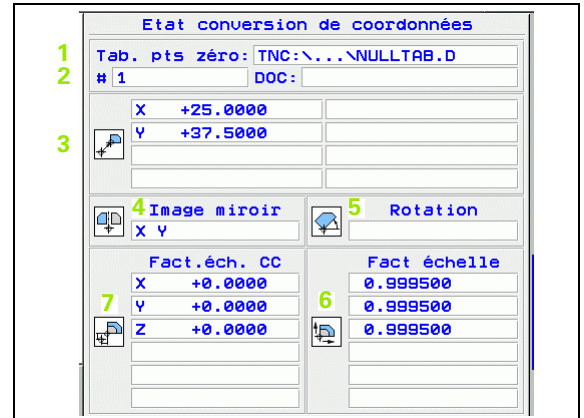 Etat conversion de coordonnées
1 Tab. pts zéro: TNC:\...\NULLTAB.D
2 # 1 DOC:
X +25.0000
3 Y +37.5000
4 Image miroir 5 Rotation
X Y
Fact.éch. CC Fact échelle
X +0.0000 0.999500
7 Y +0.0000 6 0.999500
Z +0.0000 0.999500